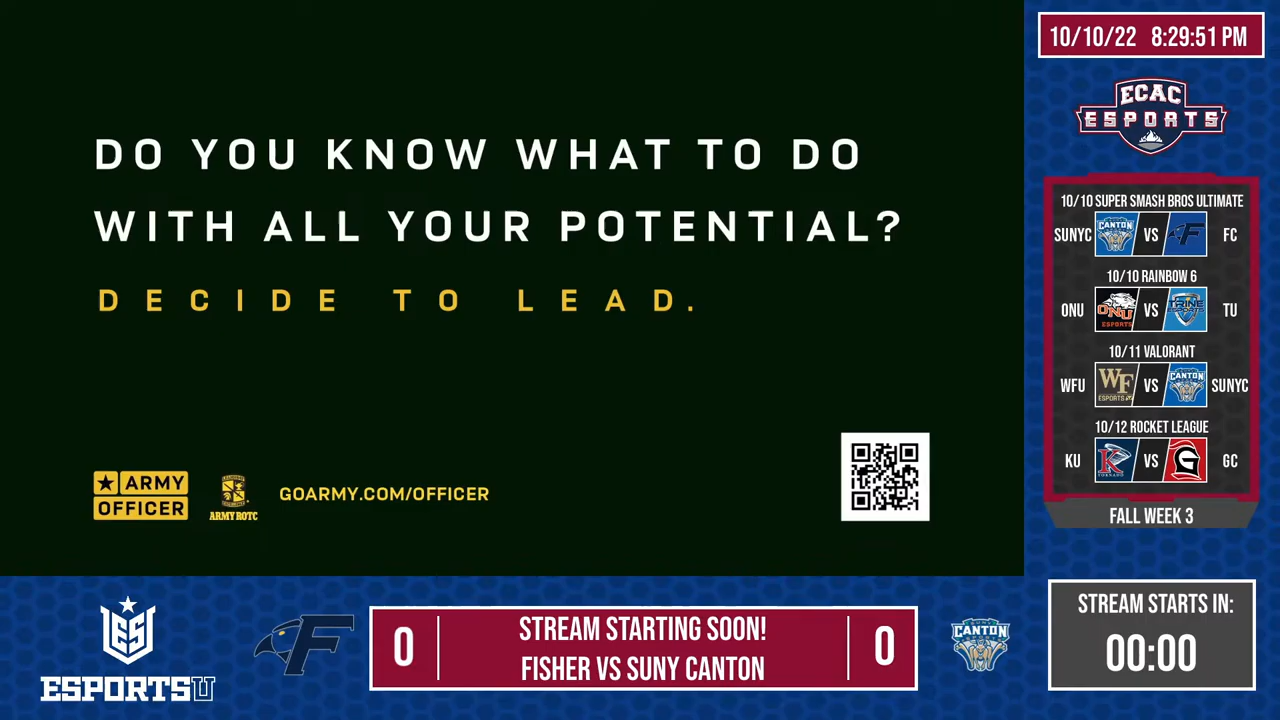 DO YOU KNOW WHAT TO DO
WITH ALL YOUR POTENTIAL?
DECIDE TO LEAD.
ARMY
OFFICER
ARMY ROTC
GOARMY.COM/OFFICER
10/10/22 8:29:51 PM
ECAC
ESPORTS
10/10 SUPER SMASH BROS ULTIMATE
SUNYC CANTON VS F FC
10/10 RAINBOW 6
ONU ONU ESPORTS VS TRINE ESPORTS TU
10/11 VALORANT
WFU WF ESPORTS VS CANTON SUNYC
10/12 ROCKET LEAGUE
KU K VS G GC
FALL WEEK 3
ESPORTSU
F
0
STREAM STARTING SOON!
FISHER VS SUNY CANTON
0
CANTON
STREAM STARTS IN:
00:00